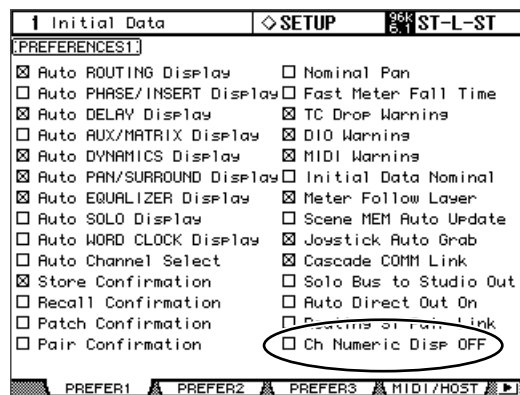 1 Initial Data
◇SETUP
96k 6.1 ST-L-ST
PREFERENCES1
☒ Auto ROUTING Display
☐ Nominal Pan
☐ Auto PHASE/INSERT Display
☐ Fast Meter Fall Time
☒ Auto DELAY Display
☒ TC Drop Warning
☐ Auto AUX/MATRIX Display
☒ DIO Warning
☒ Auto DYNAMICS Display
☒ MIDI Warning
☒ Auto PAN/SURROUND Display
☐ Initial Data Nominal
☒ Auto EQUALIZER Display
☒ Meter Follow Layer
☐ Auto SOLO Display
☐ Scene MEM Auto Update
☐ Auto WORD CLOCK Display
☒ Joystick Auto Grab
☐ Auto Channel Select
☒ Cascade COMM Link
☒ Store Confirmation
☐ Solo Bus to Studio Out
☐ Recall Confirmation
☐ Auto Direct Out On
☐ Patch Confirmation
☐ Routing ST Pair Link
☐ Pair Confirmation
☐ Ch Numeric Disp OFF
PREFER1
PREFER2
PREFER3
MIDI/HOST